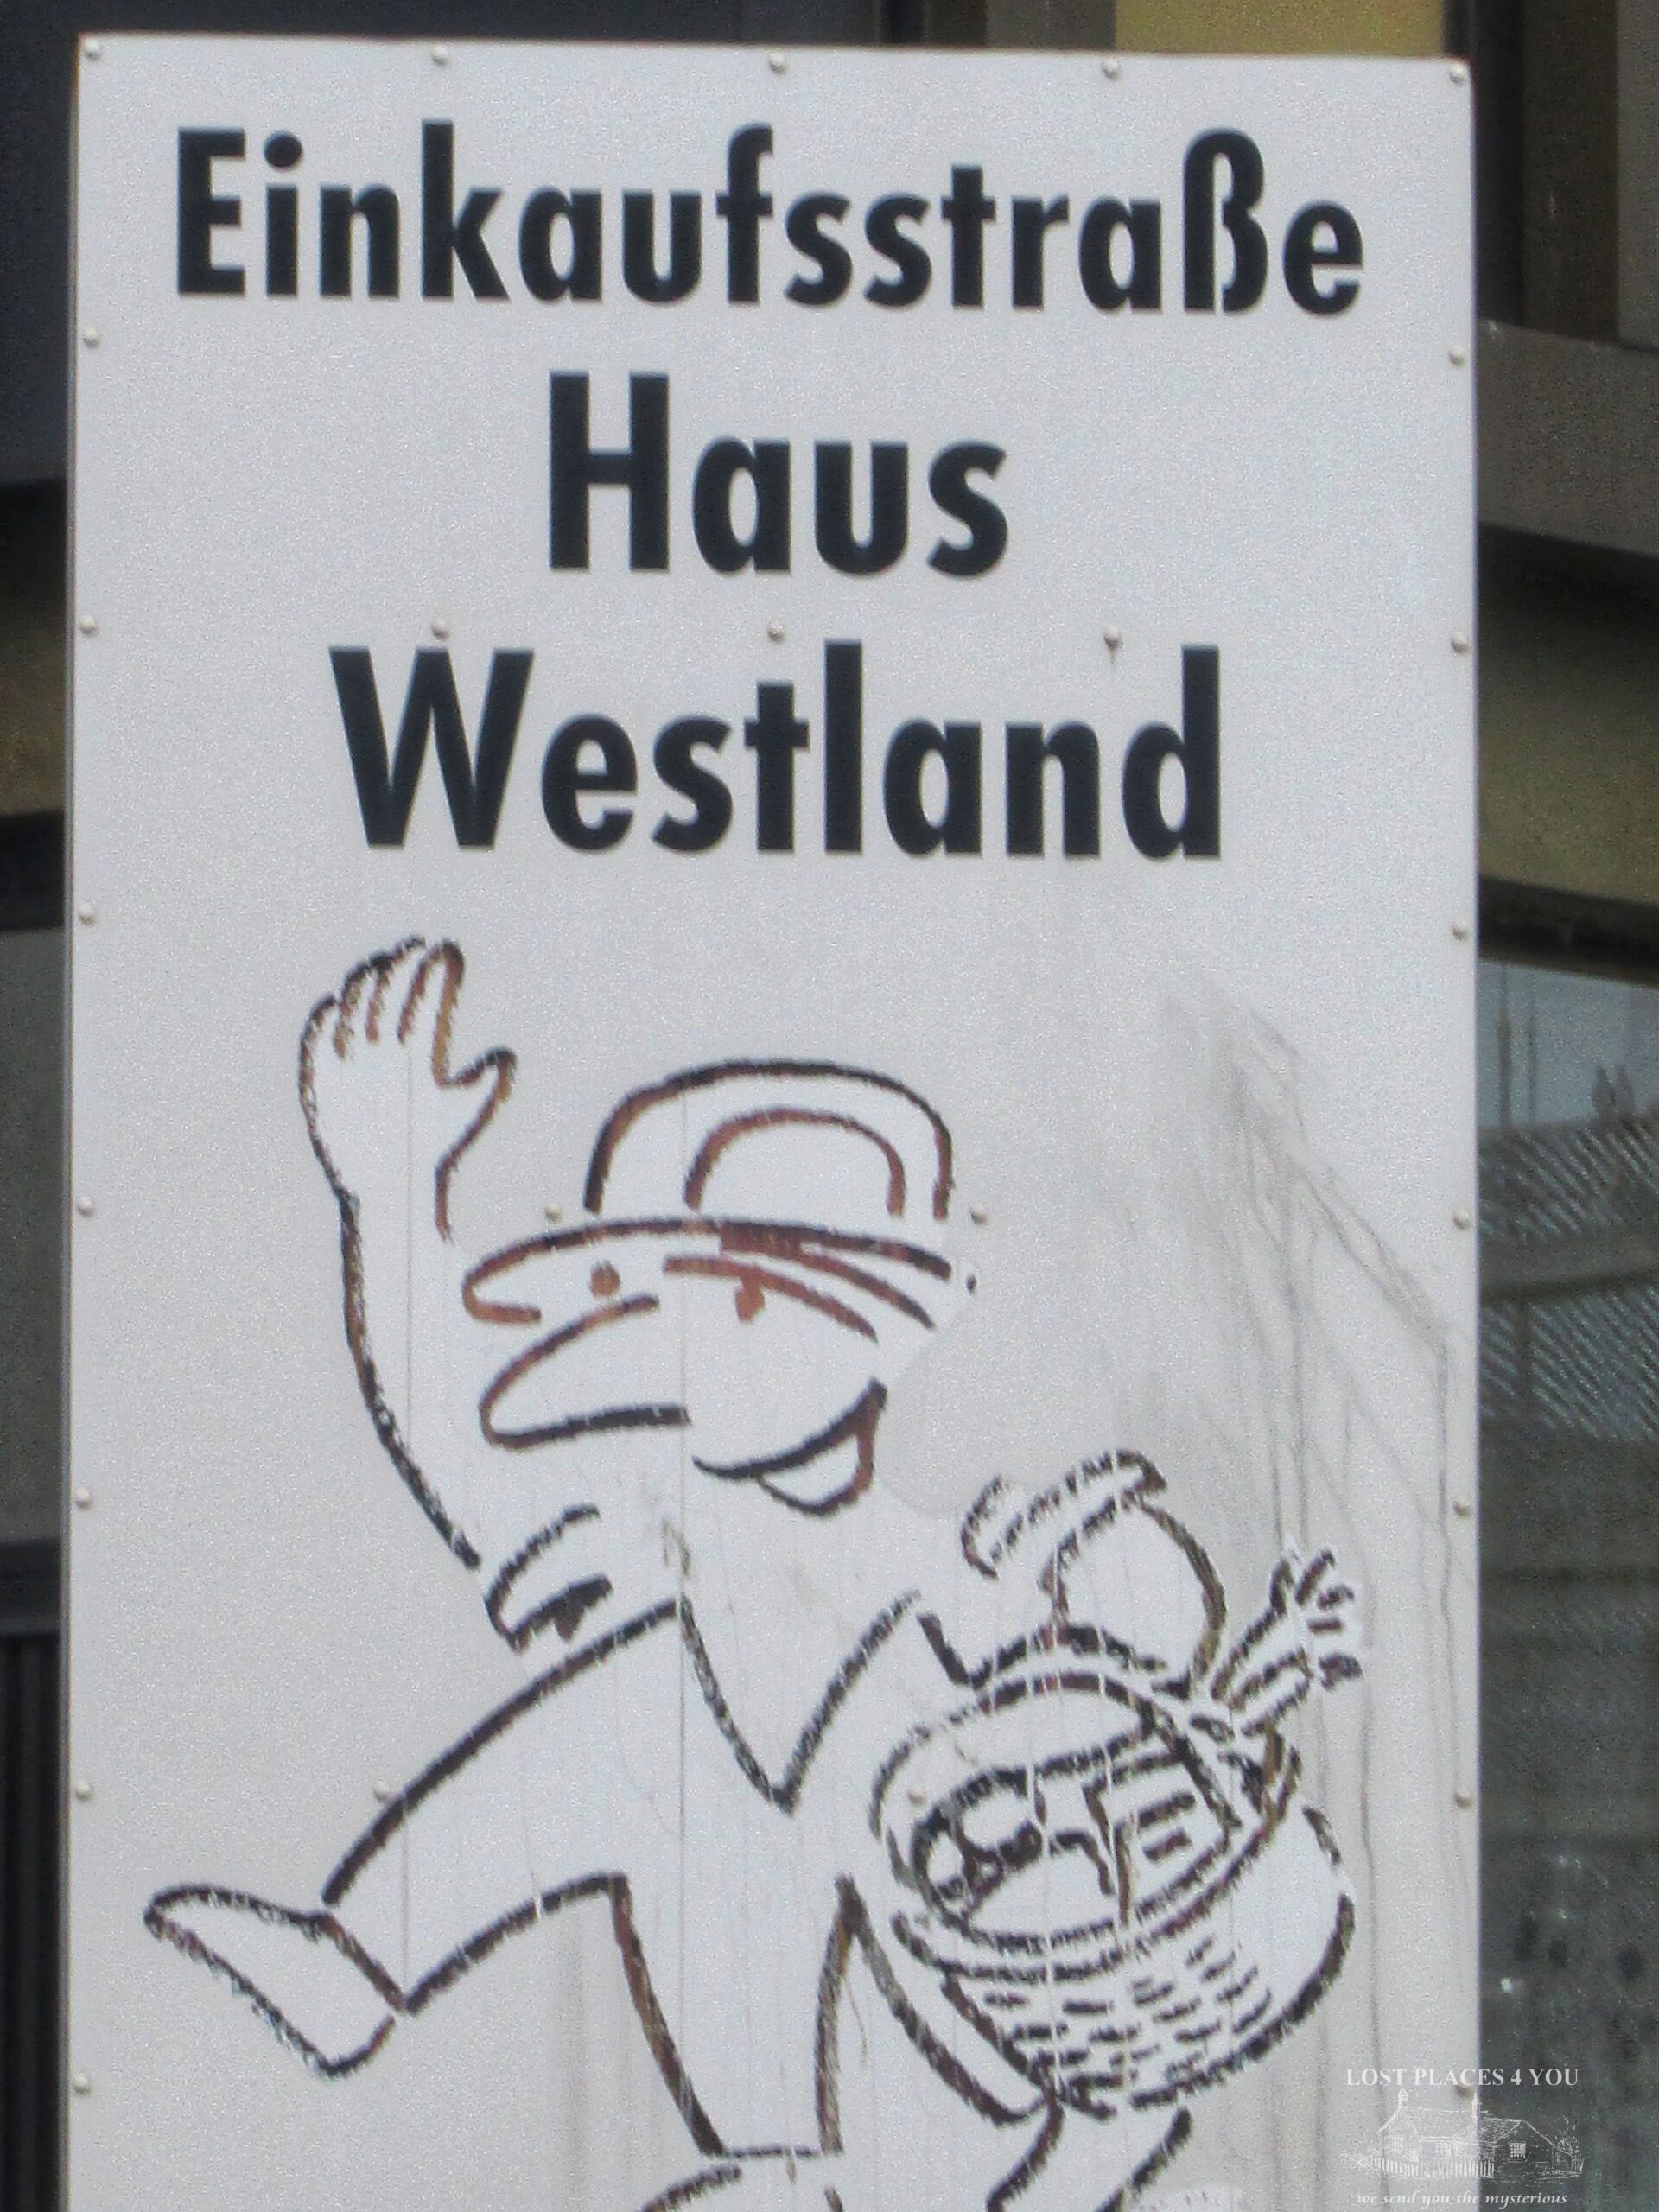 Einkaufsstraße
Haus
Westland
LOST PLACES 4 YOU
we send you the mysterious